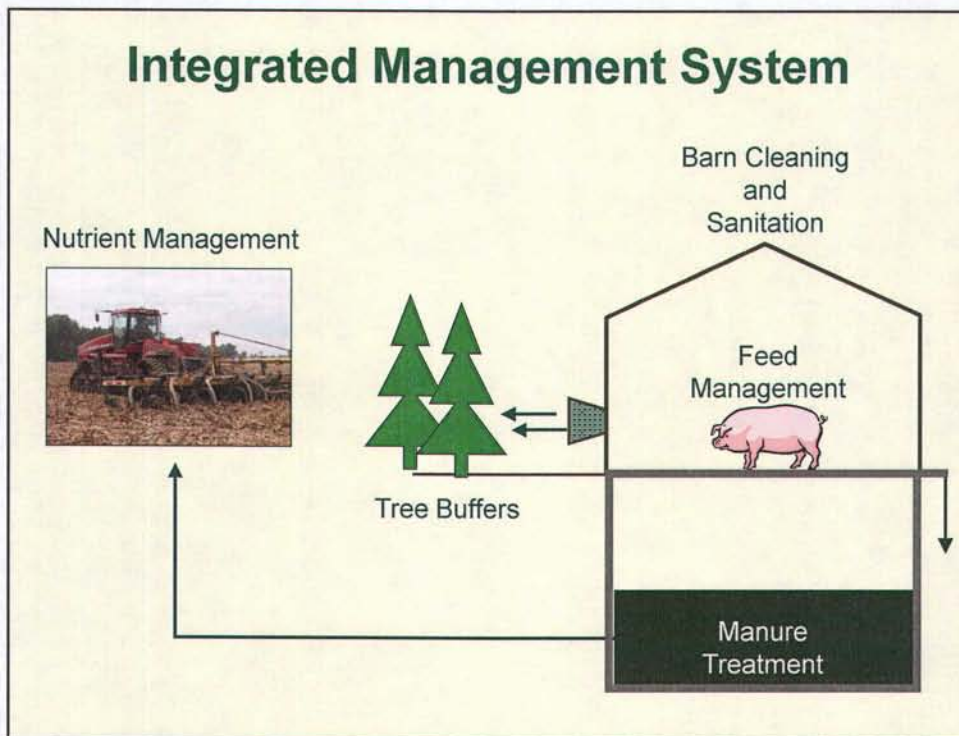 Integrated Management System
Barn Cleaning
and
Sanitation
Nutrient Management
Feed
Management
Tree Buffers
Manure
Treatment